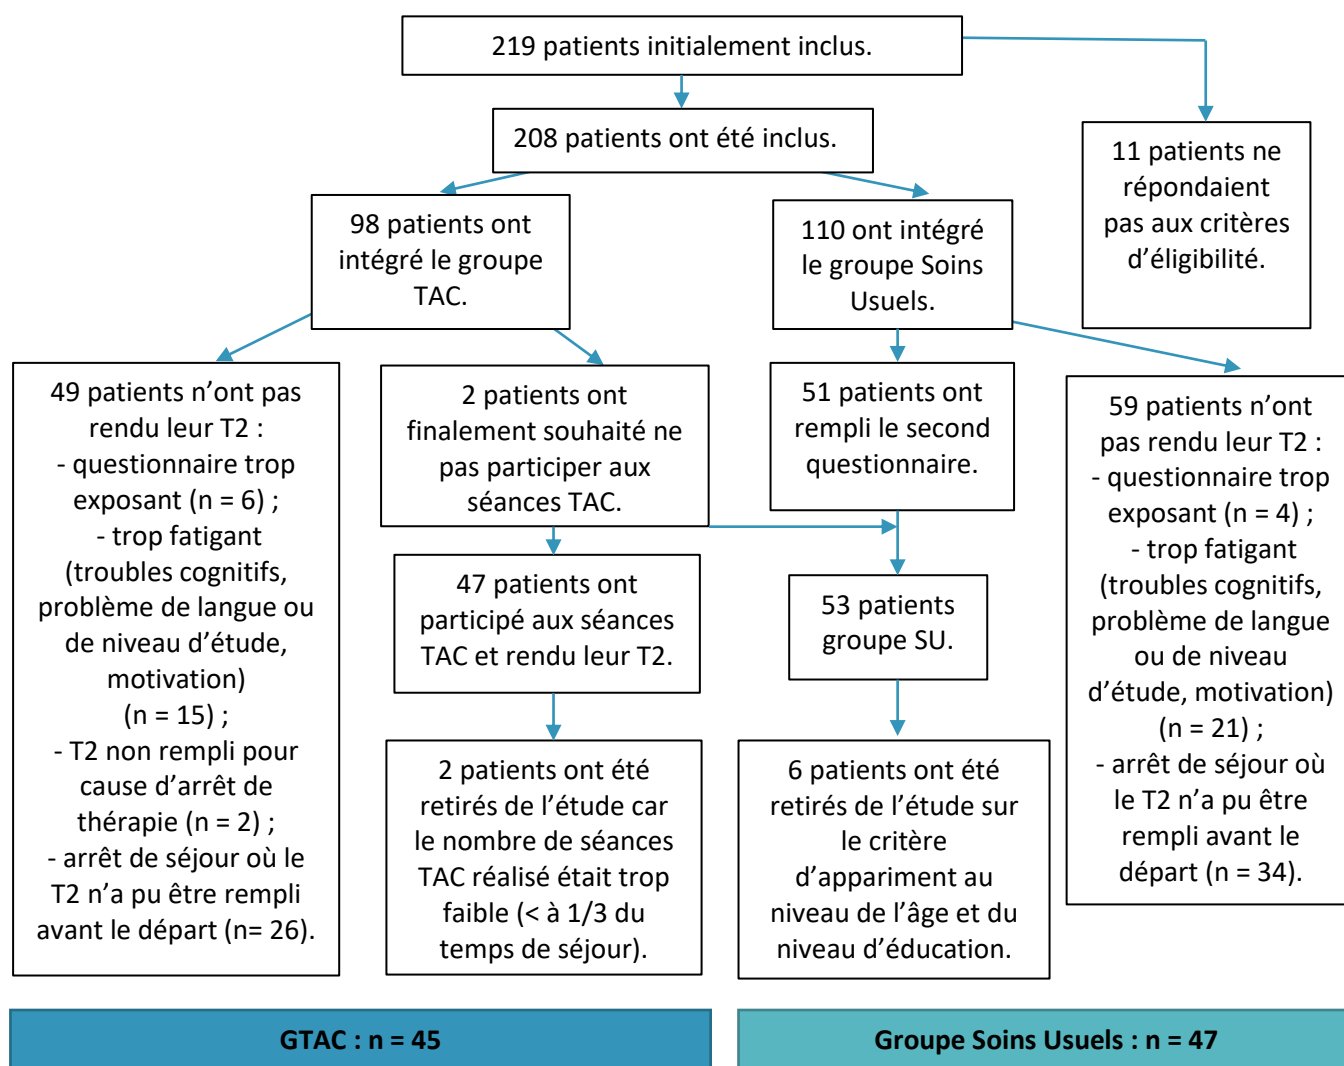 219 patients initialement inclus.
208 patients ont été inclus.
11 patients ne
répondaient
pas aux critères
d’éligibilité.
98 patients ont
intégré le groupe
TAC.
110 ont intégré
le groupe Soins
Usuels.
49 patients n’ont pas
rendu leur T2 :
- questionnaire trop
exposant (n = 6) ;
- trop fatigant
(troubles cognitifs,
problème de langue ou
de niveau d’étude,
motivation)
(n = 15) ;
- T2 non rempli pour
cause d’arrêt de
thérapie (n = 2) ;
- arrêt de séjour où le
T2 n’a pu être rempli
avant le départ (n= 26).
2 patients ont
finalement souhaité ne
pas participer aux
séances TAC.
51 patients ont
rempli le second
questionnaire.
59 patients n’ont
pas rendu leur T2 :
- questionnaire trop
exposant (n = 4) ;
- trop fatigant
(troubles cognitifs,
problème de langue
ou de niveau
d’étude, motivation)
(n = 21) ;
- arrêt de séjour où
le T2 n’a pu être
rempli avant le
départ (n = 34).
47 patients ont
participé aux séances
TAC et rendu leur T2.
53 patients
groupe SU.
2 patients ont été
retirés de l’étude car
le nombre de séances
TAC réalisé était trop
faible (< à 1/3 du
temps de séjour).
6 patients ont été
retirés de l’étude sur
le critère
d’appariment au
niveau de l’âge et du
niveau d’éducation.
GTAC : n = 45
Groupe Soins Usuels : n = 47